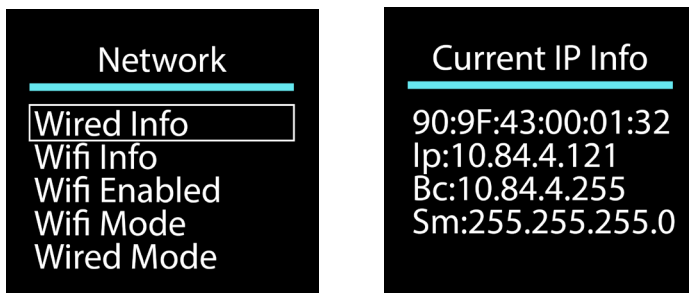 Network
Wired Info
Wifi Info
Wifi Enabled
Wifi Mode
Wired Mode
Current IP Info
90:9F:43:00:01:32
Ip:10.84.4.121
Bc:10.84.4.255
Sm:255.255.255.0